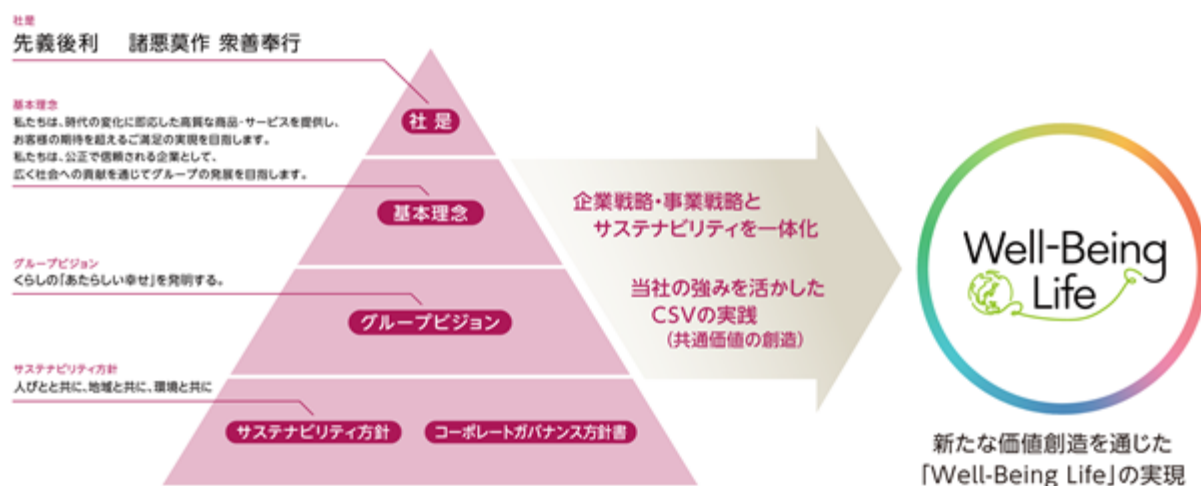 社是
先義後利 諸悪莫作 衆善奉行
基本理念
私たちは、時代の変化に即応した高質な商品・サービスを提供し、
お客様の期待を超えるご満足の実現を目指します。
私たちは、公正で信頼される企業として、
広く社会への貢献を通じてグループの発展を目指します。
グループビジョン
くらしの「あたらしい幸せ」を発明する。
サステナビリティ方針
人びとと共に、地域と共に、環境と共に
社是
基本理念
グループビジョン
サステナビリティ方針
コーポレートガバナンス方針書
企業戦略・事業戦略と
サステナビリティを一体化
当社の強みを活かした
CSVの実践
(共通価値の創造)
Well-Being
Life
新たな価値創造を通じた
「Well-Being Life」の実現